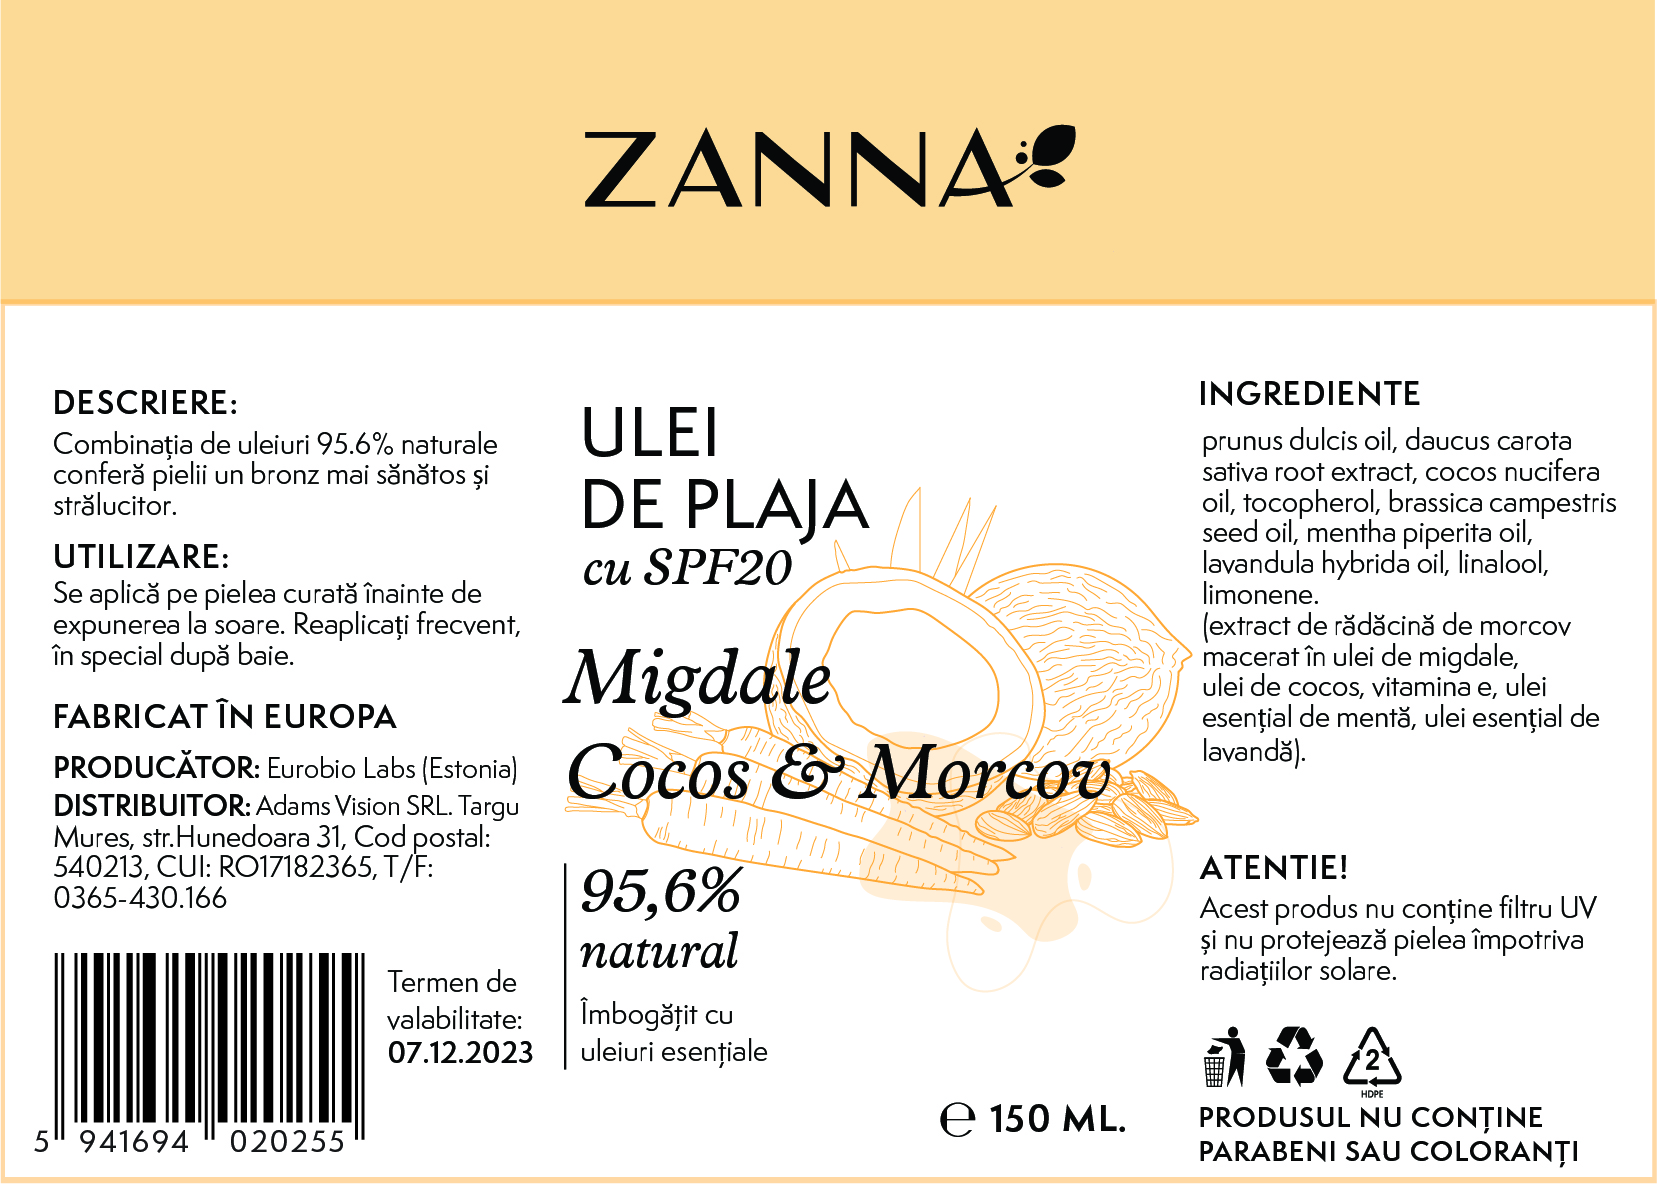 ZANNA
DESCRIERE:
Combinația de uleiuri 95.6% naturale
conferă pielii un bronz mai sănătos și
strălucitor.
UTILIZARE:
Se aplică pe pielea curată înainte de
expunerea la soare. Reaplicați frecvent,
în special după baie.
FABRICAT ÎN EUROPA
PRODUCĂTOR: Eurobio Labs (Estonia)
DISTRIBUITOR: Adams Vision SRL. Targu
Mures, str.Hunedoara 31, Cod postal:
540213, CUI: RO17182365, T/F:
0365-430.166
5 941694 020255
Termen de
valabilitate:
07.12.2023
ULEI
DE PLAJA
cu SPF20
Migdale
Cocos & Morcov
95,6%
natural
Îmbogățit cu
uleiuri esențiale
℮ 150 ML.
INGREDIENTE
prunus dulcis oil, daucus carota
sativa root extract, cocos nucifera
oil, tocopherol, brassica campestris
seed oil, mentha piperita oil,
lavandula hybrida oil, linalool,
limonene.
(extract de rădăcină de morcov
macerat în ulei de migdale,
ulei de cocos, vitamina e, ulei
esențial de mentă, ulei esențial de
lavandă).
ATENTIE!
Acest produs nu conține filtru UV
și nu protejează pielea împotriva
radiațiilor solare.
2
HDPE
PRODUSUL NU CONȚINE
PARABENI SAU COLORANȚI